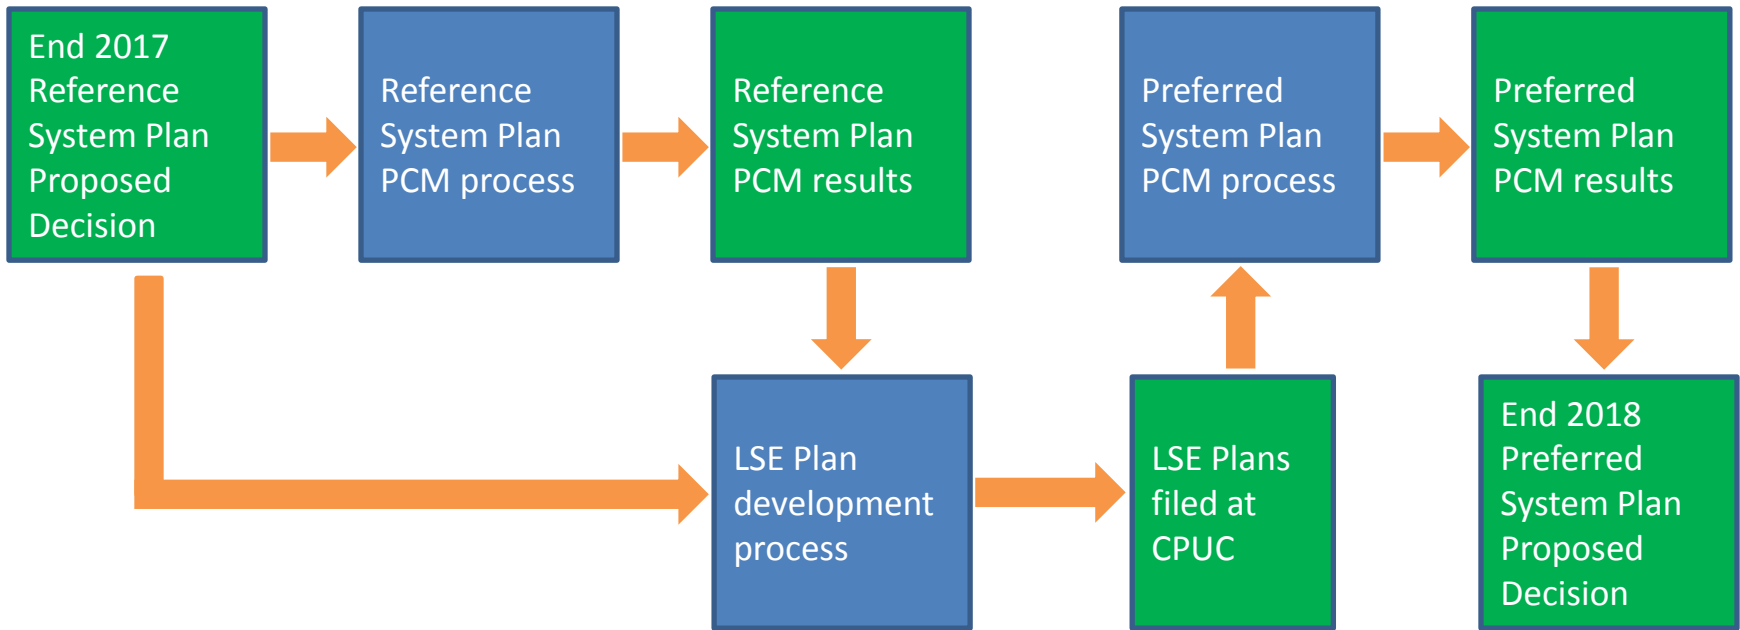 End 2017
Reference
System Plan
Proposed
Decision
Reference
System Plan
PCM process
Reference
System Plan
PCM results
Preferred
System Plan
PCM process
Preferred
System Plan
PCM results
LSE Plan
development
process
LSE Plans
filed at
CPUC
End 2018
Preferred
System Plan
Proposed
Decision